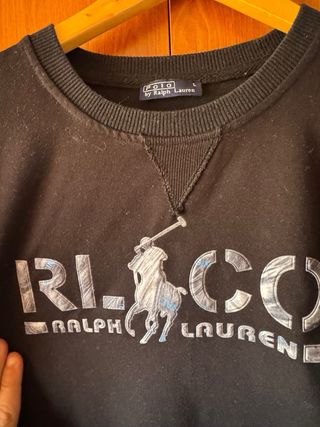 Polo
by Ralph Lauren
L
RL CO
RALPH LAUREN